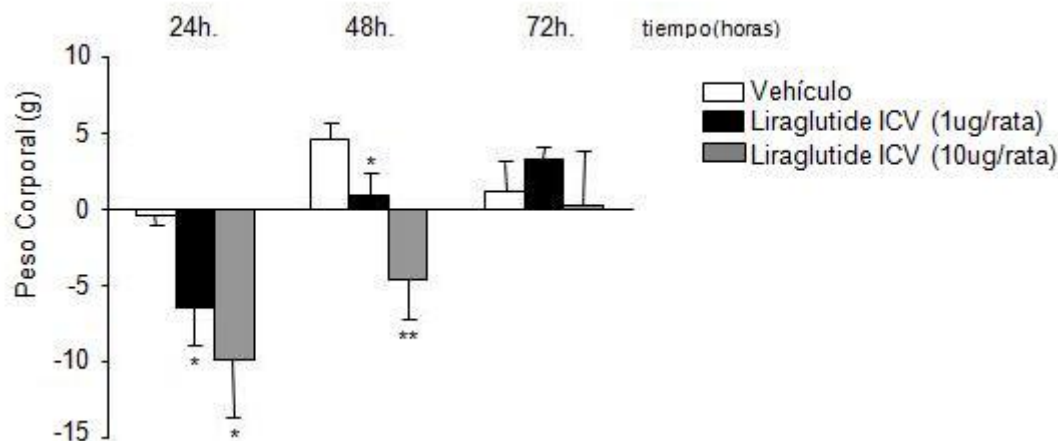 24h. 48h. 72h. tiempo(horas)
10
5
0
-5
-10
-15
Peso Corporal (g)
Vehículo
Liraglutide ICV (1ug/rata)
Liraglutide ICV (10ug/rata)
*
*
*
**